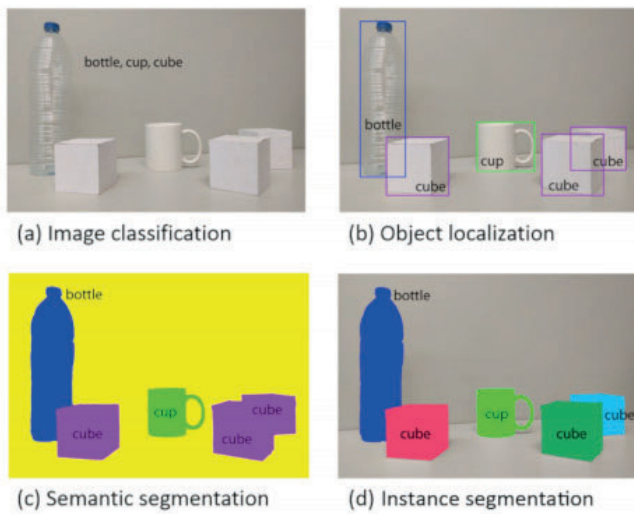 bottle, cup, cube
bottle
cup
cube
cube
cube
(a) Image classification
(b) Object localization
bottle
cup
cube
cube
cube
bottle
cup
cube
cube
cube
(c) Semantic segmentation
(d) Instance segmentation